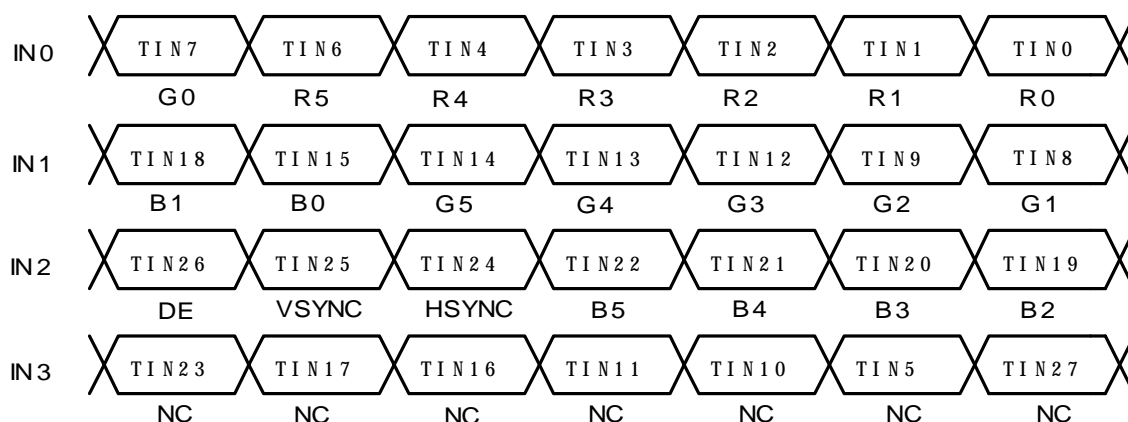 IN0 TIN7 TIN6 TIN4 TIN3 TIN2 TIN1 TIN0
G0 R5 R4 R3 R2 R1 R0
IN1 TIN18 TIN15 TIN14 TIN13 TIN12 TIN9 TIN8
B1 B0 G5 G4 G3 G2 G1
IN2 TIN26 TIN25 TIN24 TIN22 TIN21 TIN20 TIN19
DE VSYNC HSYNC B5 B4 B3 B2
IN3 TIN23 TIN17 TIN16 TIN11 TIN10 TIN5 TIN27
NC NC NC NC NC NC NC